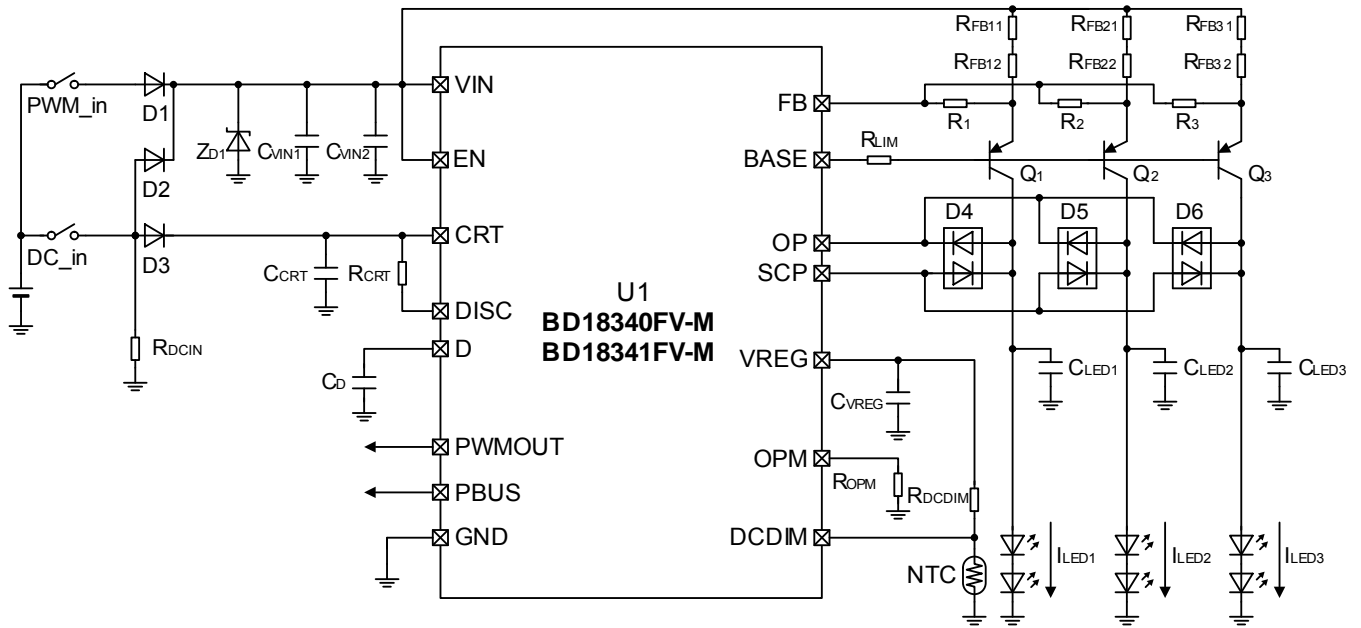 RFB11
RFB21
RFB31
RFB12
RFB22
RFB32
PWM_in
D1
ZD1
CVIN1
CVIN2
VIN
FB
R1
R2
R3
D2
EN
BASE
RLIM
Q1
Q2
Q3
DC_in
D3
CCRT
RCRT
CRT
OP
D4
D5
D6
SCP
DISC
U1
BD18340FV-M
BD18341FV-M
RDCIN
D
CD
VREG
CVREG
CLED1
CLED2
CLED3
PWMOUT
OPM
ROPM
RDCDIM
PBUS
GND
DCDIM
NTC
ILED1
ILED2
ILED3